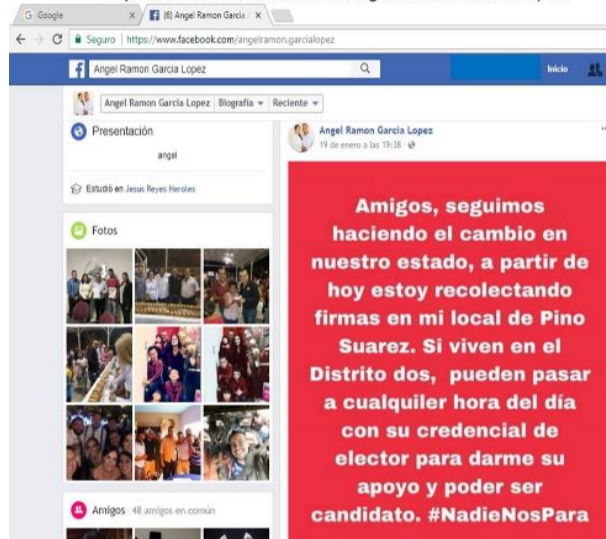 Google
(6) Angel Ramon Garcia
Seguro | https://www.facebook.com/angelramon.garcialopez
Angel Ramon Garcia Lopez
Inicio
Angel Ramon Garcia Lopez Biografía Reciente
Presentación
angel
Estudió en Jesus Reyes Heroles
Fotos
Amigos · 48 amigos en común
Angel Ramon Garcia Lopez
19 de enero a las 19:38
Amigos, seguimos
haciendo el cambio en
nuestro estado, a partir de
hoy estoy recolectando
firmas en mi local de Pino
Suarez. Si viven en el
Distrito dos, pueden pasar
a cualquier hora del día
con su credencial de
elector para darme su
apoyo y poder ser
candidato. #NadieNosPara